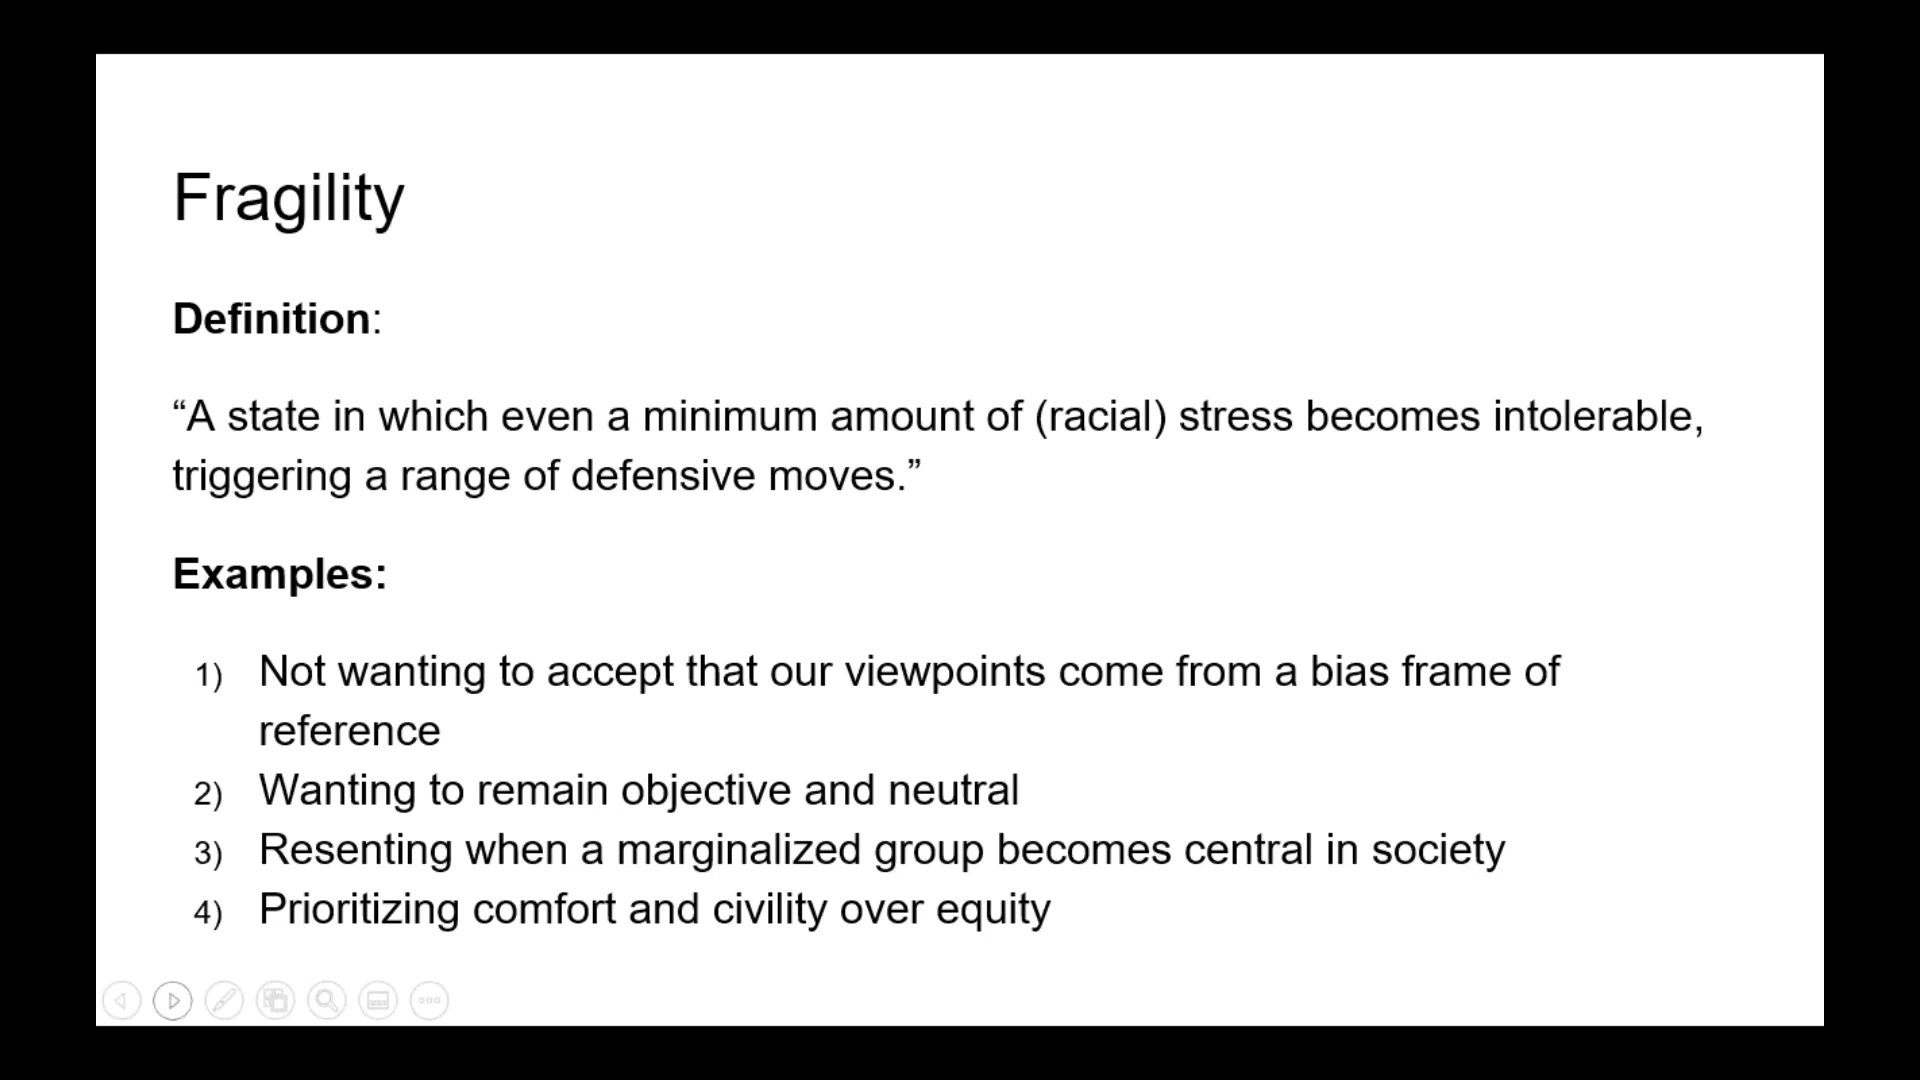 Fragility
Definition:
“A state in which even a minimum amount of (racial) stress becomes intolerable,
triggering a range of defensive moves.”
Examples:
1) Not wanting to accept that our viewpoints come from a bias frame of
reference
2) Wanting to remain objective and neutral
3) Resenting when a marginalized group becomes central in society
4) Prioritizing comfort and civility over equity